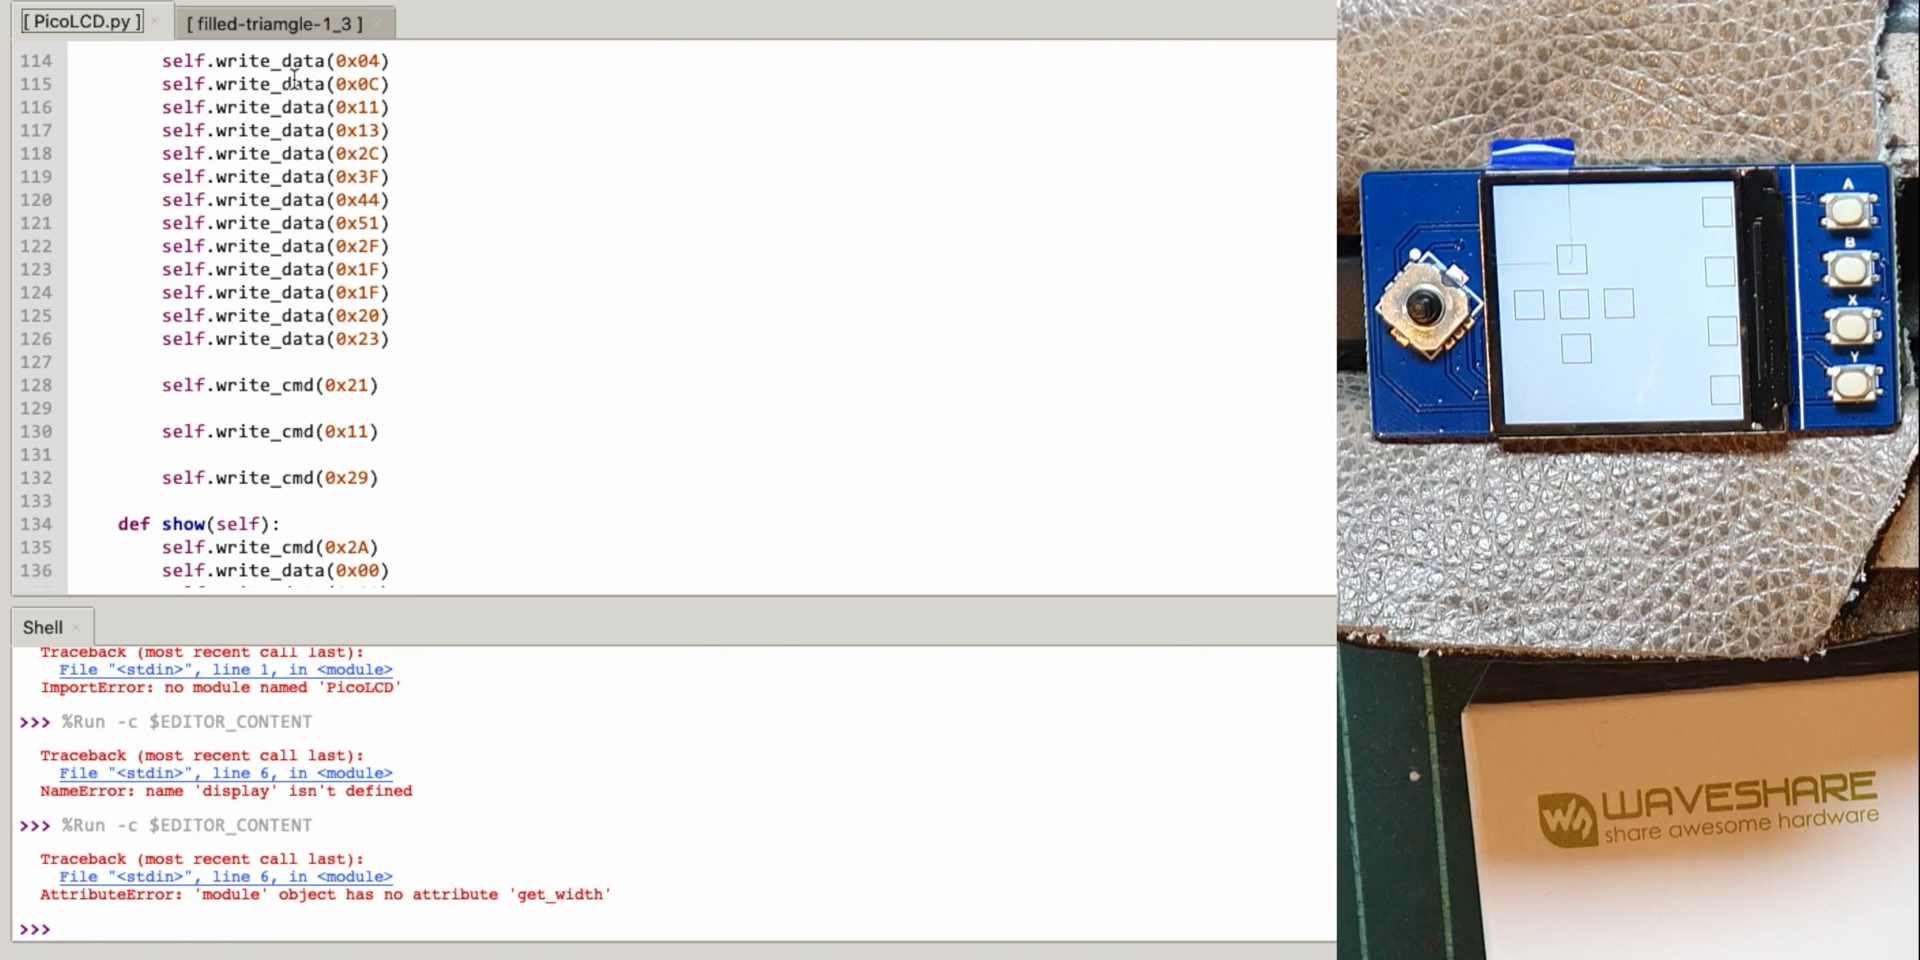 [ PicoLCD.py ]
[ filled-triamgle-1_3 ]
114 self.write_data(0x04)
115 self.write_data(0x0C)
116 self.write_data(0x11)
117 self.write_data(0x13)
118 self.write_data(0x2C)
119 self.write_data(0x3F)
120 self.write_data(0x44)
121 self.write_data(0x51)
122 self.write_data(0x2F)
123 self.write_data(0x1F)
124 self.write_data(0x1F)
125 self.write_data(0x20)
126 self.write_data(0x23)
127
128 self.write_cmd(0x21)
129
130 self.write_cmd(0x11)
131
132 self.write_cmd(0x29)
133
134 def show(self):
135 self.write_cmd(0x2A)
136 self.write_data(0x00)
Shell
Traceback (most recent call last):
File "<stdin>", line 1, in <module>
ImportError: no module named 'PicoLCD'
>>> %Run -c $EDITOR_CONTENT
Traceback (most recent call last):
File "<stdin>", line 6, in <module>
NameError: name 'display' isn't defined
>>> %Run -c $EDITOR_CONTENT
Traceback (most recent call last):
File "<stdin>", line 6, in <module>
AttributeError: 'module' object has no attribute 'get_width'
>>>
A
B
X
Y
WAVESHARE
share awesome hardware